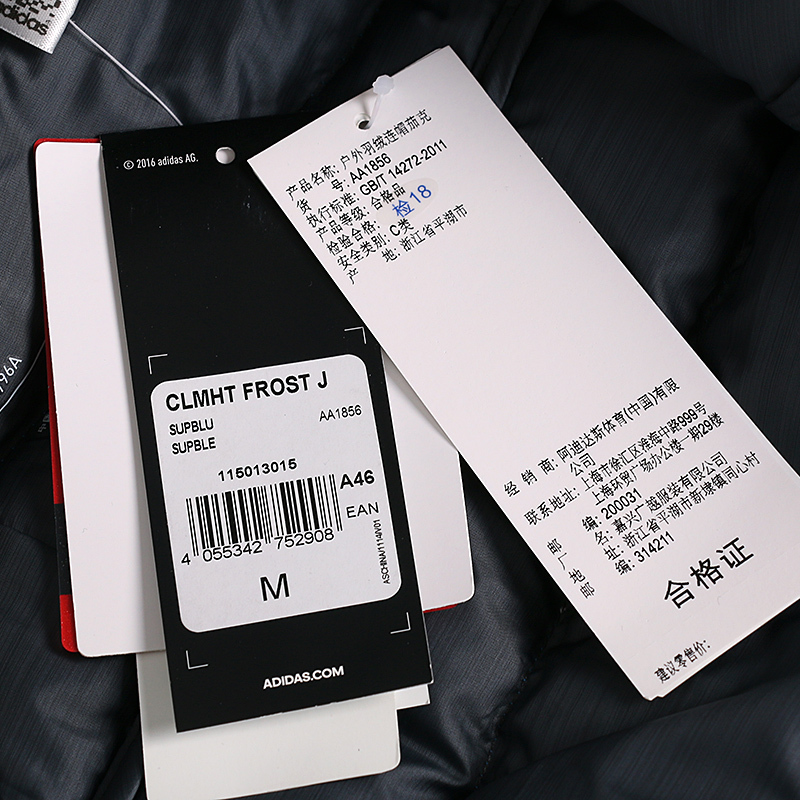 adidas
796A
© 2016 adidas AG.
CLMHT FROST J
SUPBLU AA1856
SUPBLE
115013015
A46
EAN
4 055342 752908
M
ASCHINA/1114/V01
ADIDAS.COM
产品名称: 户外羽绒连帽茄克
货 号: AA1856
执行标准: GB/T 14272-2011
产品等级: 合格品
检验合格: 检18
安全类别: C类
产 地: 浙江省平湖市
经 销 商: 阿迪达斯体育(中国)有限
公司
联系地址: 上海市徐汇区淮海中路999号
上海环贸广场办公楼一期29楼
邮 编: 200031
厂 名: 嘉兴广越服装有限公司
地 址: 浙江省平湖市新埭镇同心村
邮 编: 314211
合格证
建议零售价: